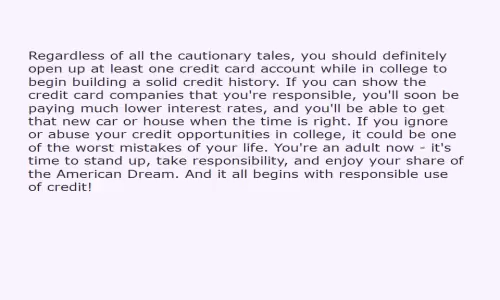 Regardless of all the cautionary tales, you should definitely
open up at least one credit card account while in college to
begin building a solid credit history. If you can show the
credit card companies that you're responsible, you'll soon be
paying much lower interest rates, and you'll be able to get
that new car or house when the time is right. If you ignore
or abuse your credit opportunities in college, it could be one
of the worst mistakes of your life. You're an adult now - it's
time to stand up, take responsibility, and enjoy your share of
the American Dream. And it all begins with responsible use
of credit!